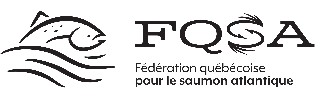 FQSA
Fédération québécoise
pour le saumon atlantique